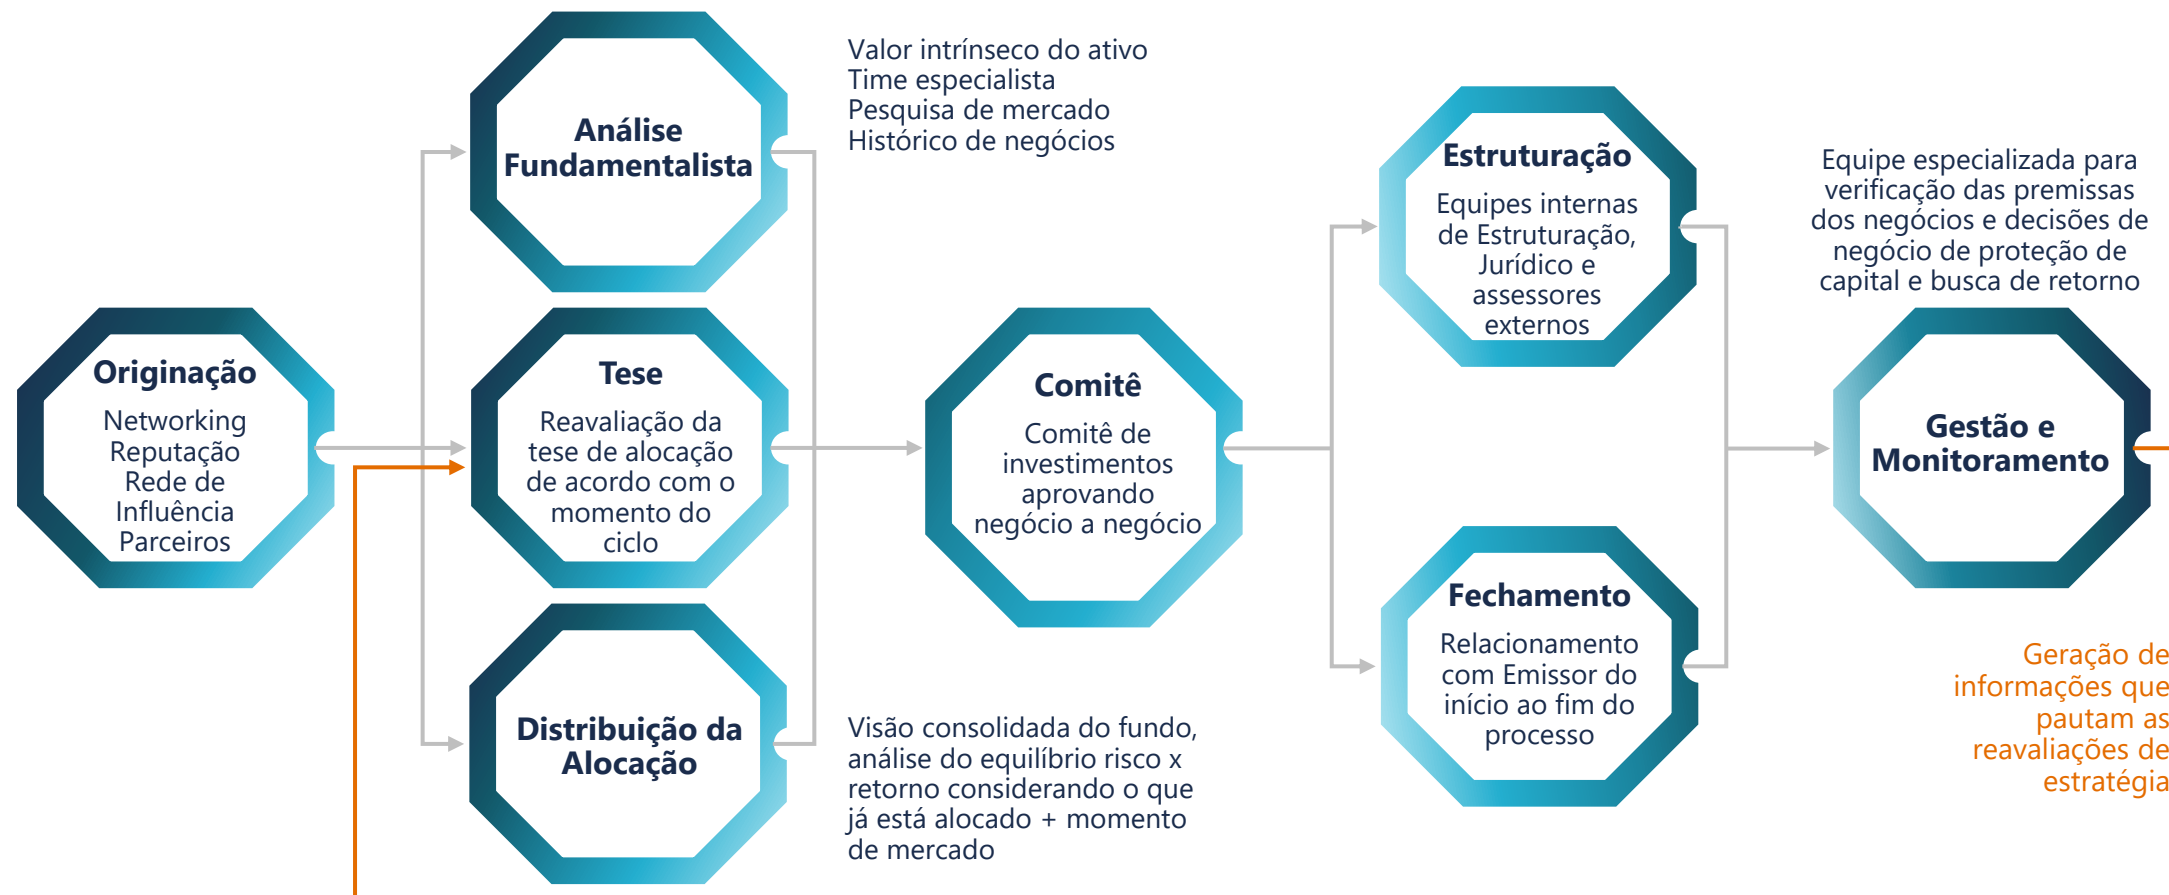 Originação
Networking
Reputação
Rede de
Influência
Parceiros
Análise
Fundamentalista
Valor intrínseco do ativo
Time especialista
Pesquisa de mercado
Histórico de negócios
Tese
Reavaliação da
tese de alocação
de acordo com o
momento do
ciclo
Distribuição da
Alocação
Visão consolidada do fundo,
análise do equilíbrio risco x
retorno considerando o que
já está alocado + momento
de mercado
Comitê
Comitê de
investimentos
aprovando
negócio a negócio
Estruturação
Equipes internas
de Estruturação,
Jurídico e
assessores
externos
Fechamento
Relacionamento
com Emissor do
início ao fim do
processo
Equipe especializada para
verificação das premissas
dos negócios e decisões de
negócio de proteção de
capital e busca de retorno
Gestão e
Monitoramento
Geração de
informações que
pautam as
reavaliações de
estratégia